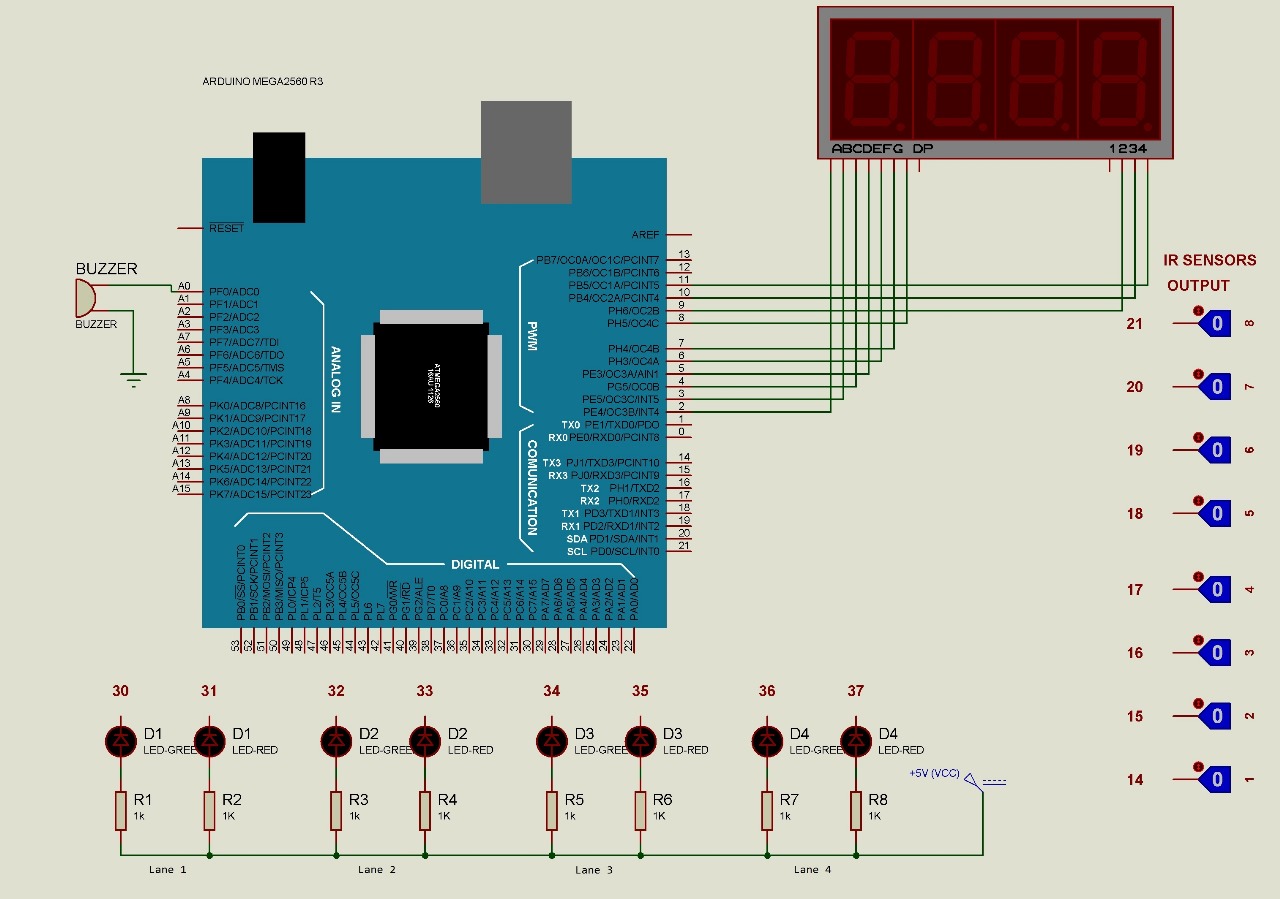 ARDUINO MEGA2560 R3
ABCDEFG DP
1234
RESET
AREF
BUZZER
BUZZER
A0 PF0/ADC0
A1 PF1/ADC1
A2 PF2/ADC2
A3 PF3/ADC3
A7 PF7/ADC7/TDI
A6 PF6/ADC6/TDO
A5 PF5/ADC5/TMS
A4 PF4/ADC4/TCK
A8 PK0/ADC8/PCINT16
A9 PK1/ADC9/PCINT17
A10 PK2/ADC10/PCINT18
A11 PK3/ADC11/PCINT19
A12 PK4/ADC12/PCINT20
A13 PK5/ADC13/PCINT21
A14 PK6/ADC14/PCINT22
A15 PK7/ADC15/PCINT23
ANALOG IN
ATMEGA2560
16AU 1126
PWM
COMUNICATION
PB7/OC0A/OC1C/PCINT7 13
PB6/OC1B/PCINT6 12
PB5/OC1A/PCINT5 11
PB4/OC2A/PCINT4 10
PH6/OC2B 9
PH5/OC4C 8
PH4/OC4B 7
PH3/OC4A 6
PE3/OC3A/AIN1 5
PG5/OC0B 4
PE5/OC3C/INT5 3
PE4/OC3B/INT4 2
TX0 PE1/TXD0/PDO 1
RX0 PE0/RXD0/PCINT8 0
TX3 PJ1/TXD3/PCINT10 14
RX3 PJ0/RXD3/PCINT9 15
TX2 PH1/TXD2 16
RX2 PH0/RXD2 17
TX1 PD3/TXD1/INT3 18
RX1 PD2/RXD1/INT2 19
SDA PD1/SDA/INT1 20
SCL PD0/SCL/INT0 21
DIGITAL
PB0/SS/PCINT0 53
PB1/SCK/PCINT1 52
PB2/MOSI/PCINT2 51
PB3/MISO/PCINT3 50
PL0/ICP4 49
PL1/ICP5 48
PL2/T5 47
PL3/OC5A 46
PL4/OC5B 45
PL5/OC5C 44
PL6 43
PL7 42
PG0/WR 41
PG1/RD 40
PG2/ALE 39
PD7/T0 38
PC0/A8 37
PC1/A9 36
PC2/A10 35
PC3/A11 34
PC4/A12 33
PC5/A13 32
PC6/A14 31
PC7/A15 30
PA7/AD7 29
PA6/AD6 28
PA5/AD5 27
PA4/AD4 26
PA3/AD3 25
PA2/AD2 24
PA1/AD1 23
PA0/AD0 22
IR SENSORS
OUTPUT
21 0 8
20 0 7
19 0 6
18 0 5
17 0 4
16 0 3
15 0 2
14 0 1
30 31 32 33 34 35 36 37
D1 D1 D2 D2 D3 D3 D4 D4
LED-GREE LED-RED LED-GREE LED-RED LED-GREE LED-RED LED-GREE LED-RED
+5V (VCC)
R1 R2 R3 R4 R5 R6 R7 R8
1k 1K 1k 1K 1k 1K 1k 1K
Lane 1 Lane 2 Lane 3 Lane 4